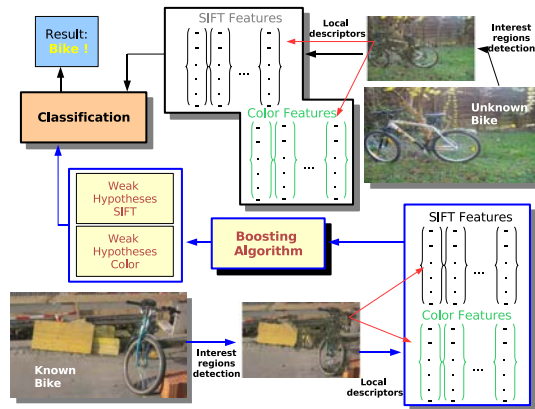 Result:
Bike !
SIFT Features
Local
descriptors
Interest
regions
detection
Classification
Color Features
Unknown
Bike
Weak
Hypotheses
SIFT
Weak
Hypotheses
Color
Boosting
Algorithm
SIFT Features
Color Features
Known
Bike
Interest
regions
detection
Local
descriptors